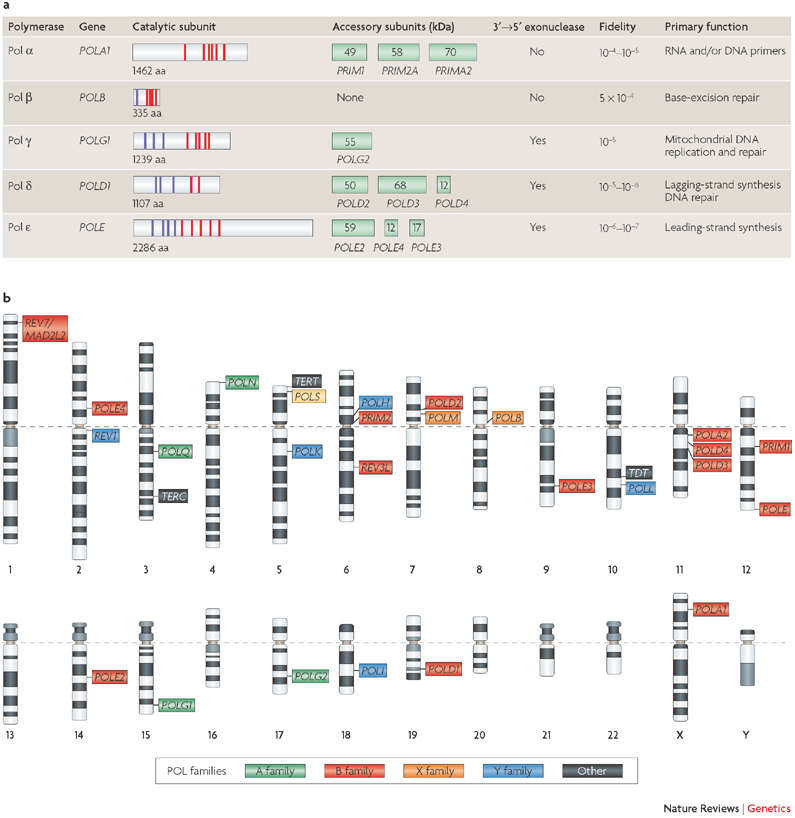 a
Polymerase Gene Catalytic subunit Accessory subunits (kDa) 3′→5′ exonuclease Fidelity Primary function
Pol α POLA1 49 58 70 No 10⁻⁴–10⁻⁵ RNA and/or DNA primers
1462 aa PRIM1 PRIM2A PRIMA2
Pol β POLB None No 5 × 10⁻⁴ Base-excision repair
335 aa
Pol γ POLG1 55 Yes 10⁻⁵ Mitochondrial DNA
replication and repair
1239 aa POLG2
Pol δ POLD1 50 68 12 Yes 10⁻⁵–10⁻⁶ Lagging-strand synthesis
DNA repair
1107 aa POLD2 POLD3 POLD4
Pol ε POLE 59 12 17 Yes 10⁻⁶–10⁻⁷ Leading-strand synthesis
2286 aa POLE2 POLE4 POLE3
b
REV7/
MAD2L2
POLE4
REV1
POLQ
TERC
POLN
TERT
POLS
POLK
POLH
PRIM2
REV3L
POLD2
POLM
POLB
POLE3
TDT
POLL
POLA2
POLD4
POLD3
PRIM1
POLE
1 2 3 4 5 6 7 8 9 10 11 12
POLE2
POLG1
POLG2
POLI
POLD1
POLA1
13 14 15 16 17 18 19 20 21 22 X Y
POL families A family B family X family Y family Other
Nature Reviews | Genetics